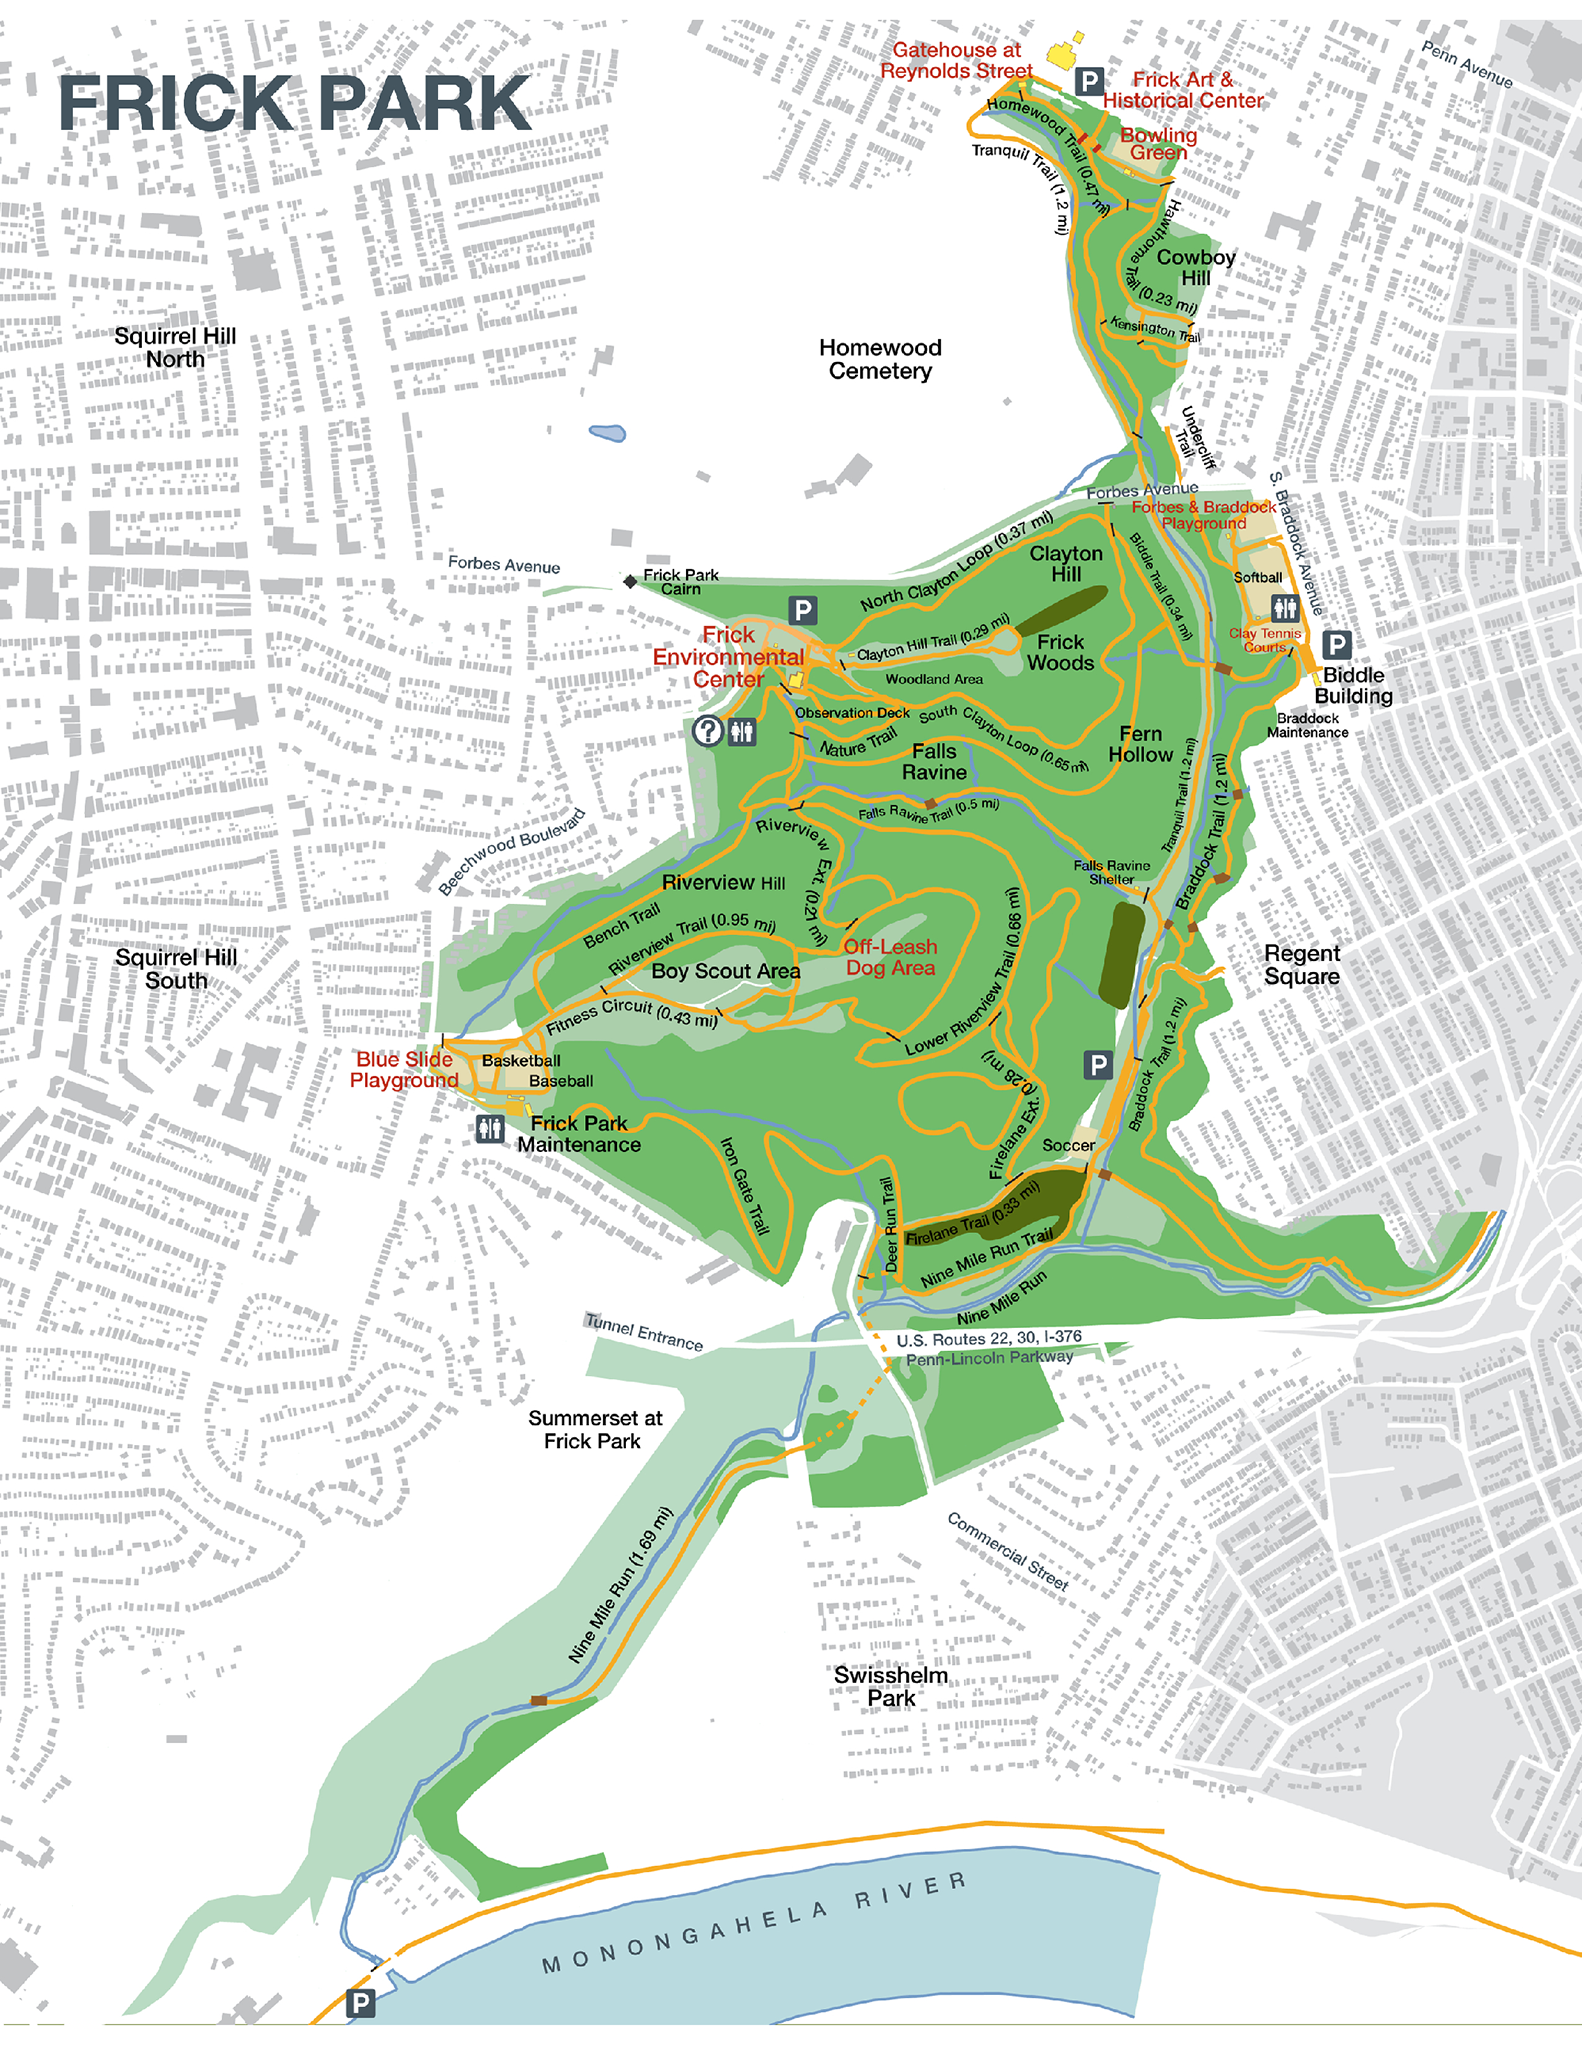 FRICK PARK
Gatehouse at
Reynolds Street
P
Frick Art &
Historical Center
Penn Avenue
Bowling
Green
Homewood Trail (0.47 mi)
Tranquil Trail (1.2 mi)
Hawthorne Trail (0.23 mi)
Cowboy
Hill
Kensington Trail
Squirrel Hill
North
Homewood
Cemetery
Undercliff
Trail
Forbes Avenue
Forbes & Braddock
Playground
S. Braddock Avenue
Forbes Avenue
Frick Park
Cairn
North Clayton Loop (0.37 mi)
Clayton
Hill
Biddle Trail (0.34 mi)
Softball
P
Frick
Environmental
Center
Clayton Hill Trail (0.29 mi)
Frick
Woods
Clay Tennis
Courts
P
Biddle
Building
Woodland Area
Observation Deck
South Clayton Loop (0.65 mi)
Braddock
Maintenance
?
Nature Trail
Falls
Ravine
Fern
Hollow
Tranquil Trail (1.2 mi)
Braddock Trail (1.2 mi)
Beechwood Boulevard
Riverview Ext. (0.21 mi)
Falls Ravine Trail (0.5 mi)
Falls Ravine
Shelter
Riverview Hill
Bench Trail
Riverview Trail (0.95 mi)
Lower Riverview Trail (0.66 mi)
Off-Leash
Dog Area
Boy Scout Area
Squirrel Hill
South
Regent
Square
Fitness Circuit (0.43 mi)
Blue Slide
Playground
Basketball
Baseball
P
Braddock Trail (1.2 mi)
Firelane Ext. (0.28 mi)
Frick Park
Maintenance
Soccer
Iron Gate Trail
Deer Run Trail
Firelane Trail (0.33 mi)
Nine Mile Run Trail
Nine Mile Run
Tunnel Entrance
U.S. Routes 22, 30, I-376
Penn-Lincoln Parkway
Summerset at
Frick Park
Commercial Street
Nine Mile Run (1.69 mi)
Swisshelm
Park
MONONGAHELA RIVER
P